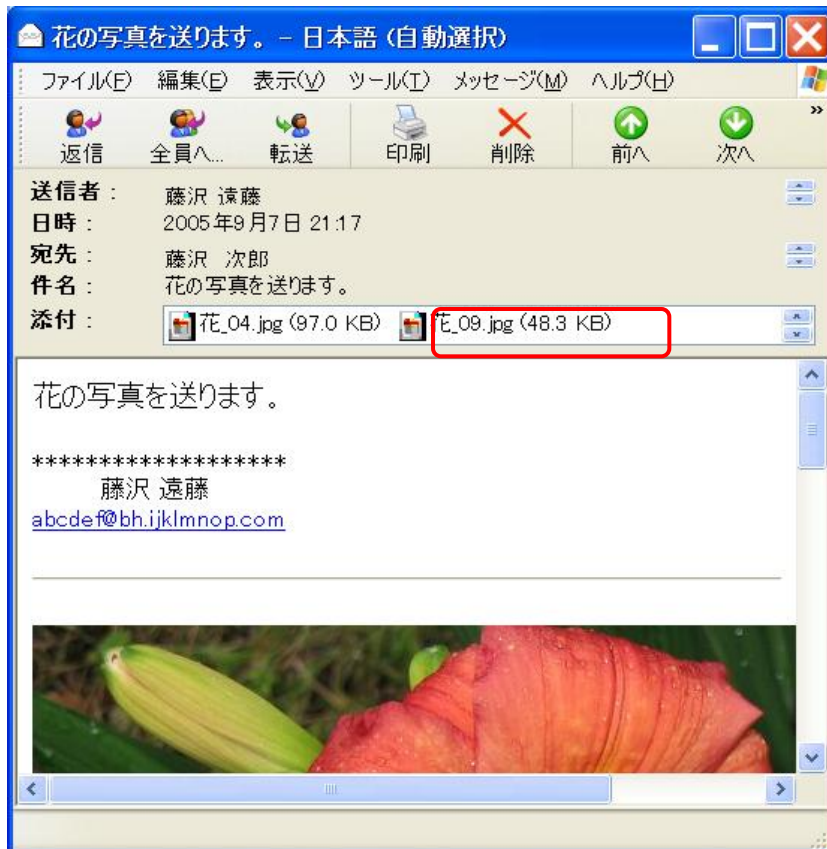 花の写真を送ります。 - 日本語 (自動選択)
ファイル(F) 編集(E) 表示(V) ツール(T) メッセージ(M) ヘルプ(H)
返信 全員へ... 転送 印刷 削除 前へ 次へ »
送信者： 藤沢 遠藤
日時： 2005年9月7日 21:17
宛先： 藤沢 次郎
件名： 花の写真を送ります。
添付： 花_04.jpg (97.0 KB) 花_09.jpg (48.3 KB)
花の写真を送ります。
*******************
藤沢 遠藤
abcdef@bh.ijklmnop.com